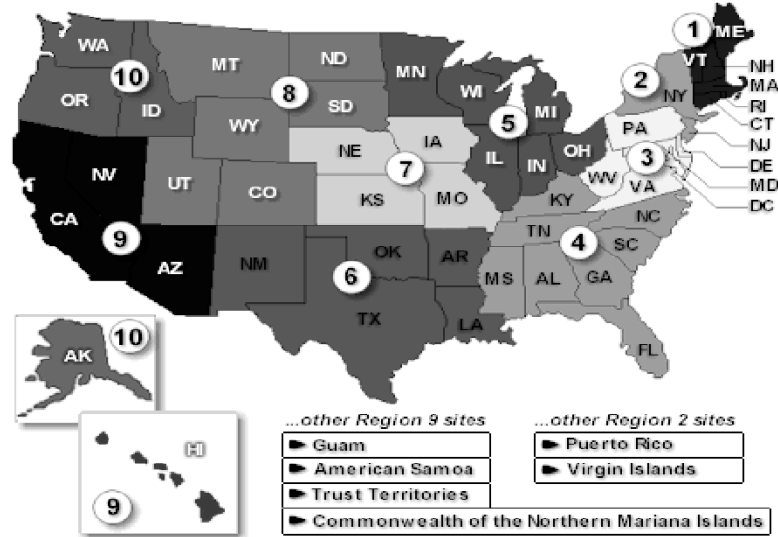 1
ME
WA
VT
MT
ND
NH
10
MN
2
MA
OR
8
WI
NY
RI
ID
SD
MI
CT
WY
5
PA
NJ
IA
NE
7
IL
IN
OH
3
DE
NV
WV
MD
UT
CO
VA
DC
CA
KS
MO
KY
NC
9
TN
4
OK
SC
AZ
NM
6
AR
MS
AL
GA
TX
LA
10
AK
FL
...other Region 9 sites
...other Region 2 sites
HI
Guam
Puerto Rico
American Samoa
Virgin Islands
9
Trust Territories
Commonwealth of the Northern Mariana Islands